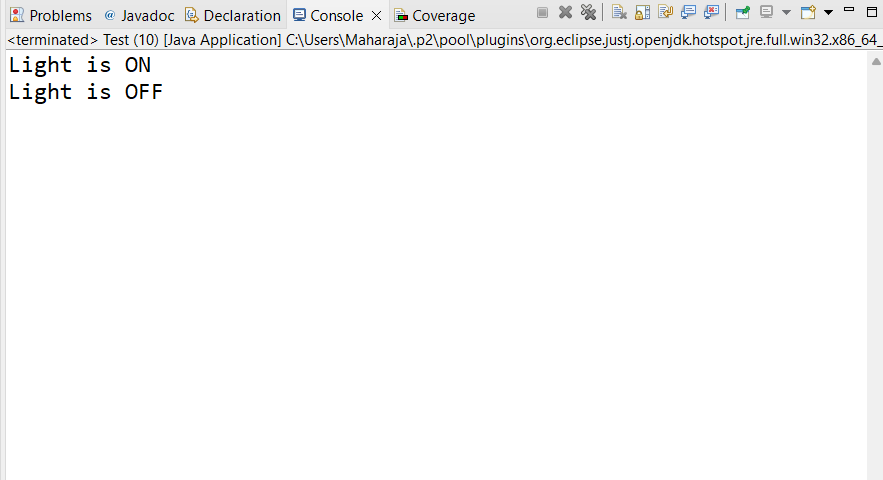 Problems @ Javadoc Declaration Console Coverage
<terminated> Test (10) [Java Application] C:\Users\Maharaja\.p2\pool\plugins\org.eclipse.justj.openjdk.hotspot.jre.full.win32.x86_64_
Light is ON
Light is OFF